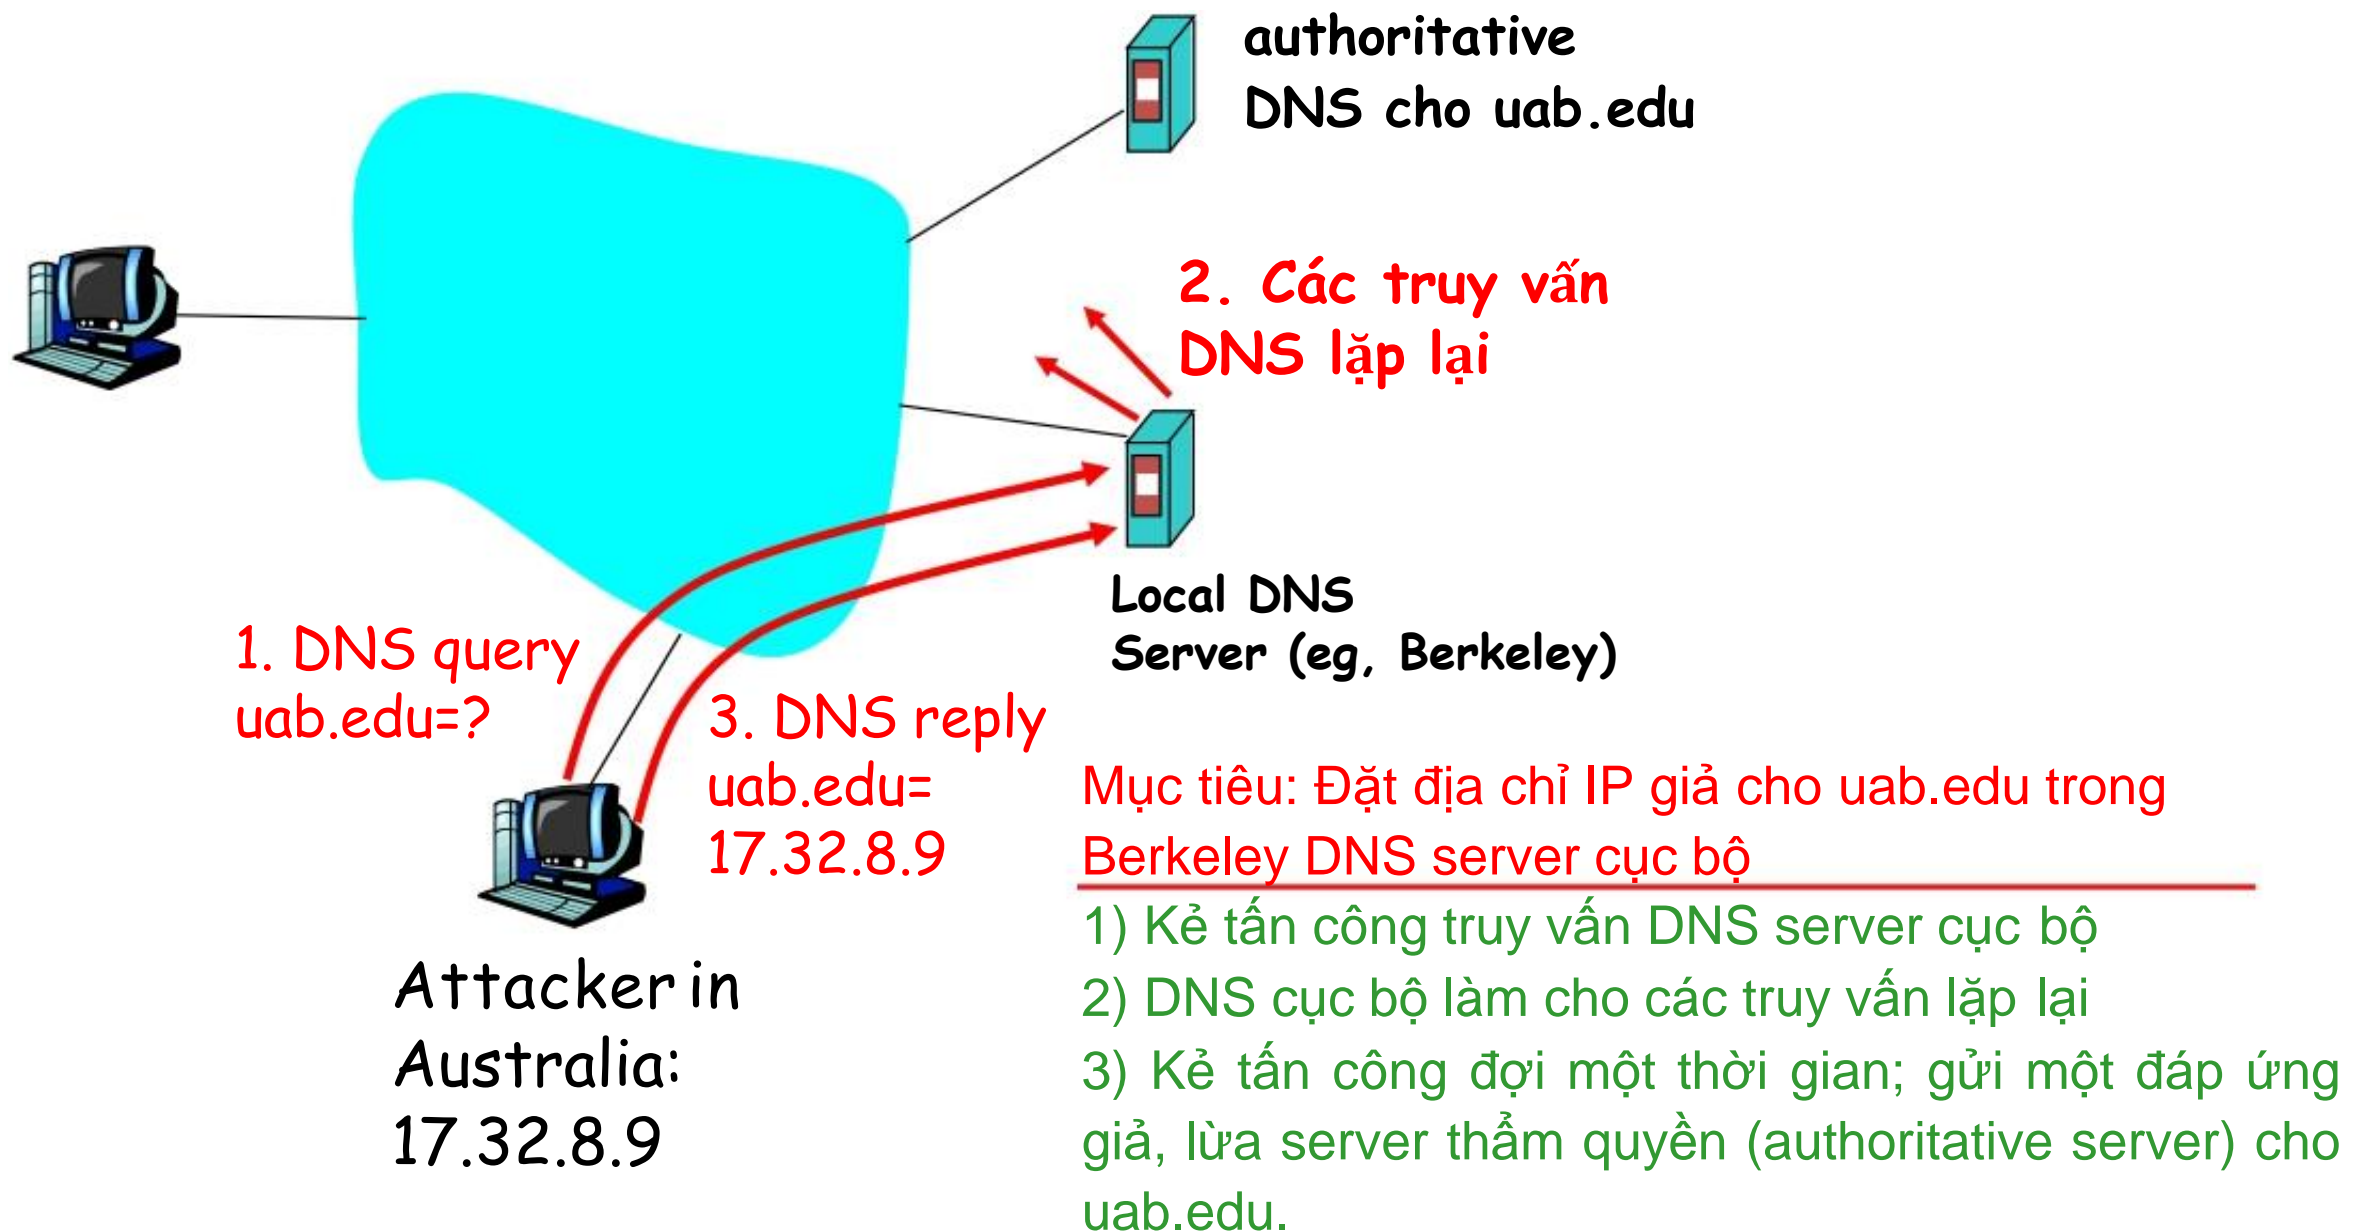 authoritative
DNS cho uab.edu
2. Các truy vấn
DNS lặp lại
Local DNS
Server (eg, Berkeley)
1. DNS query
uab.edu=?
3. DNS reply
uab.edu=
17.32.8.9
Attacker in
Australia:
17.32.8.9
Mục tiêu: Đặt địa chỉ IP giả cho uab.edu trong
Berkeley DNS server cục bộ
1) Kẻ tấn công truy vấn DNS server cục bộ
2) DNS cục bộ làm cho các truy vấn lặp lại
3) Kẻ tấn công đợi một thời gian; gửi một đáp ứng
giả, lừa server thẩm quyền (authoritative server) cho
uab.edu.